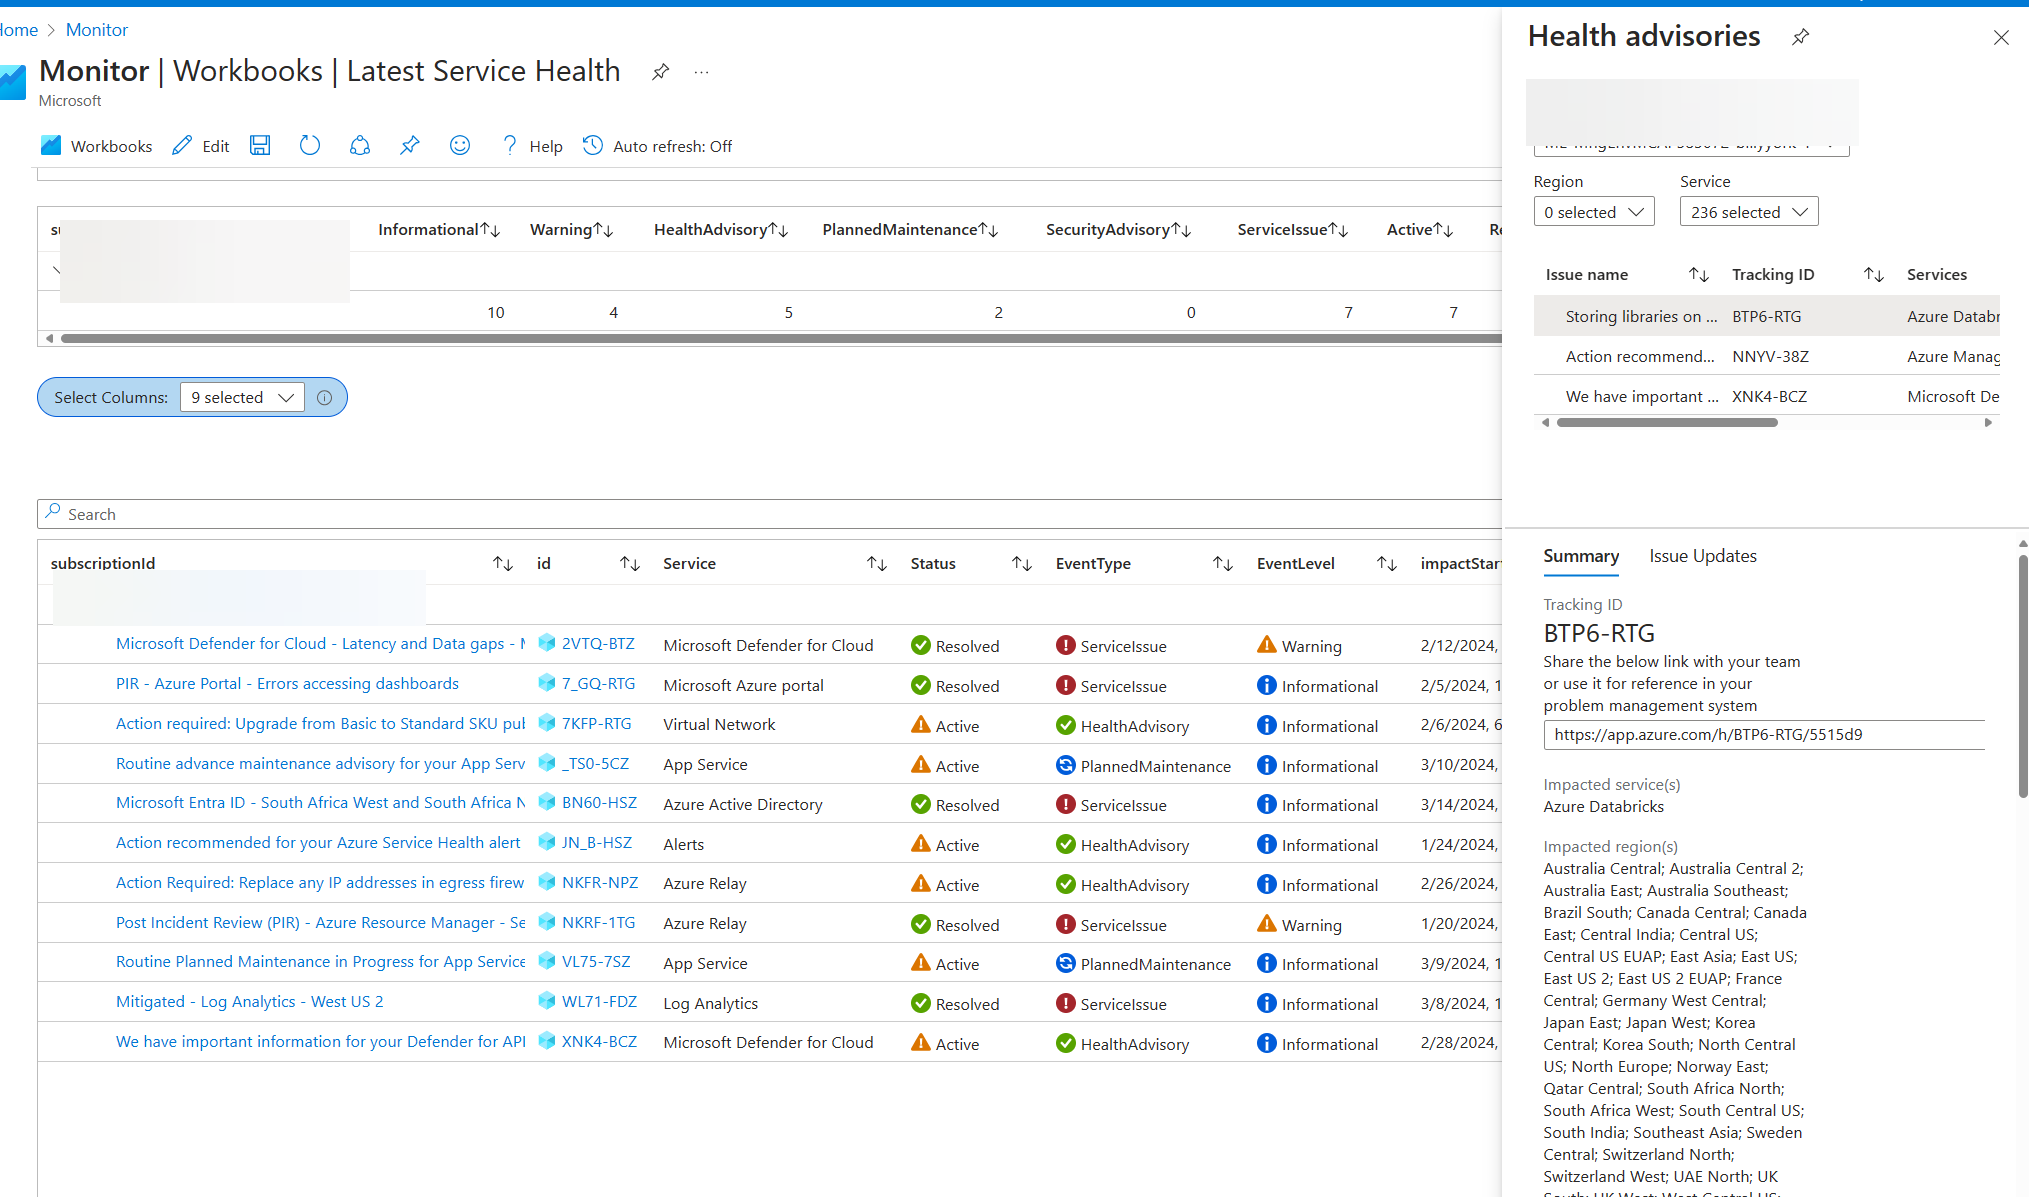 Home > Monitor
Monitor | Workbooks | Latest Service Health ...
Microsoft
Workbooks Edit Help Auto refresh: Off
Informational Warning HealthAdvisory PlannedMaintenance SecurityAdvisory ServiceIssue Active
10 4 5 2 0 7 7
Select Columns: 9 selected
Search
subscriptionId id Service Status EventType EventLevel impactStar
Microsoft Defender for Cloud - Latency and Data gaps - 2VTQ-BTZ Microsoft Defender for Cloud Resolved ServiceIssue Warning 2/12/2024,
PIR - Azure Portal - Errors accessing dashboards 7_GQ-RTG Microsoft Azure portal Resolved ServiceIssue Informational 2/5/2024, 1
Action required: Upgrade from Basic to Standard SKU pub 7KFP-RTG Virtual Network Active HealthAdvisory Informational 2/6/2024, 6
Routine advance maintenance advisory for your App Serv _TS0-5CZ App Service Active PlannedMaintenance Informational 3/10/2024,
Microsoft Entra ID - South Africa West and South Africa N BN60-HSZ Azure Active Directory Resolved ServiceIssue Informational 3/14/2024,
Action recommended for your Azure Service Health alert JN_B-HSZ Alerts Active HealthAdvisory Informational 1/24/2024,
Action Required: Replace any IP addresses in egress firew NKFR-NPZ Azure Relay Active HealthAdvisory Informational 2/26/2024,
Post Incident Review (PIR) - Azure Resource Manager - Se NKRF-1TG Azure Relay Resolved ServiceIssue Warning 1/20/2024,
Routine Planned Maintenance in Progress for App Service VL75-7SZ App Service Active PlannedMaintenance Informational 3/9/2024, 1
Mitigated - Log Analytics - West US 2 WL71-FDZ Log Analytics Resolved ServiceIssue Informational 3/8/2024, 1
We have important information for your Defender for API XNK4-BCZ Microsoft Defender for Cloud Active HealthAdvisory Informational 2/28/2024,
Health advisories
Region Service
0 selected 236 selected
Issue name Tracking ID Services
Storing libraries on ... BTP6-RTG Azure Databr
Action recommend... NNYV-38Z Azure Manag
We have important ... XNK4-BCZ Microsoft De
Summary Issue Updates
Tracking ID
BTP6-RTG
Share the below link with your team
or use it for reference in your
problem management system
https://app.azure.com/h/BTP6-RTG/5515d9
Impacted service(s)
Azure Databricks
Impacted region(s)
Australia Central; Australia Central 2;
Australia East; Australia Southeast;
Brazil South; Canada Central; Canada
East; Central India; Central US;
Central US EUAP; East Asia; East US;
East US 2; East US 2 EUAP; France
Central; Germany West Central;
Japan East; Japan West; Korea
Central; Korea South; North Central
US; North Europe; Norway East;
Qatar Central; South Africa North;
South Africa West; South Central US;
South India; Southeast Asia; Sweden
Central; Switzerland North;
Switzerland West; UAE North; UK
South; UK West; West Central US;